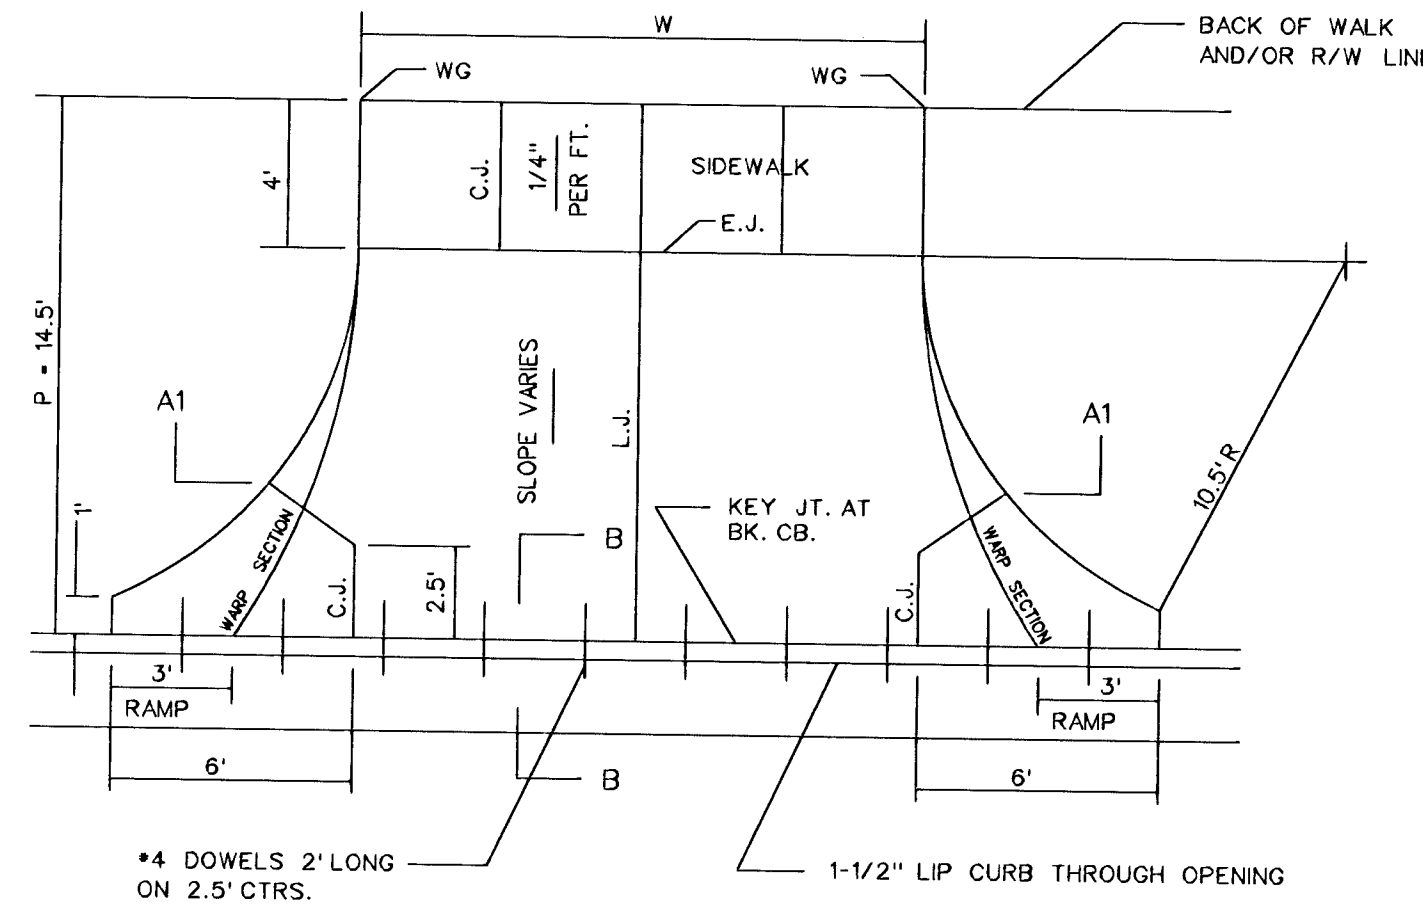 W
BACK OF WALK
AND/OR R/W LINE
WG
WG
4'
C.J.
1/4"
PER FT.
SIDEWALK
E.J.
P = 14.5'
SLOPE VARIES
L.J.
A1
A1
10.5' R
1'
WARP SECTION
C.J.
2.5'
B
KEY JT. AT
BK. CB.
C.J.
WARP SECTION
3'
RAMP
3'
RAMP
6'
B
6'
#4 DOWELS 2' LONG
ON 2.5' CTRS.
1-1/2" LIP CURB THROUGH OPENING